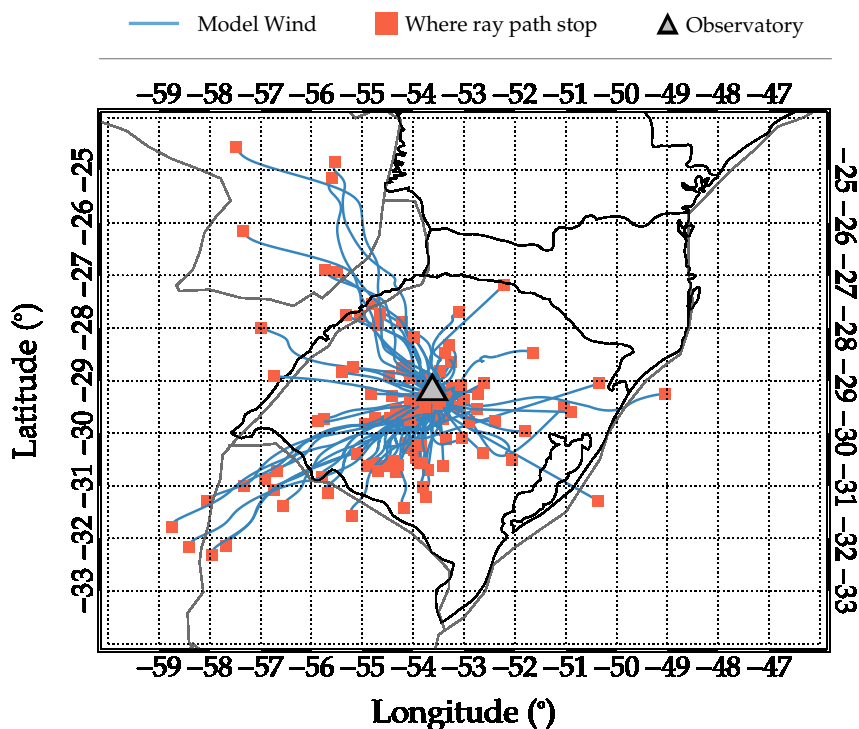 Model Wind Where ray path stop Observatory
−59 −58 −57 −56 −55 −54 −53 −52 −51 −50 −49 −48 −47
−25 −26 −27 −28 −29 −30 −31 −32 −33
Latitude (°)
−25 −26 −27 −28 −29 −30 −31 −32 −33
−59 −58 −57 −56 −55 −54 −53 −52 −51 −50 −49 −48 −47
Longitude (°)